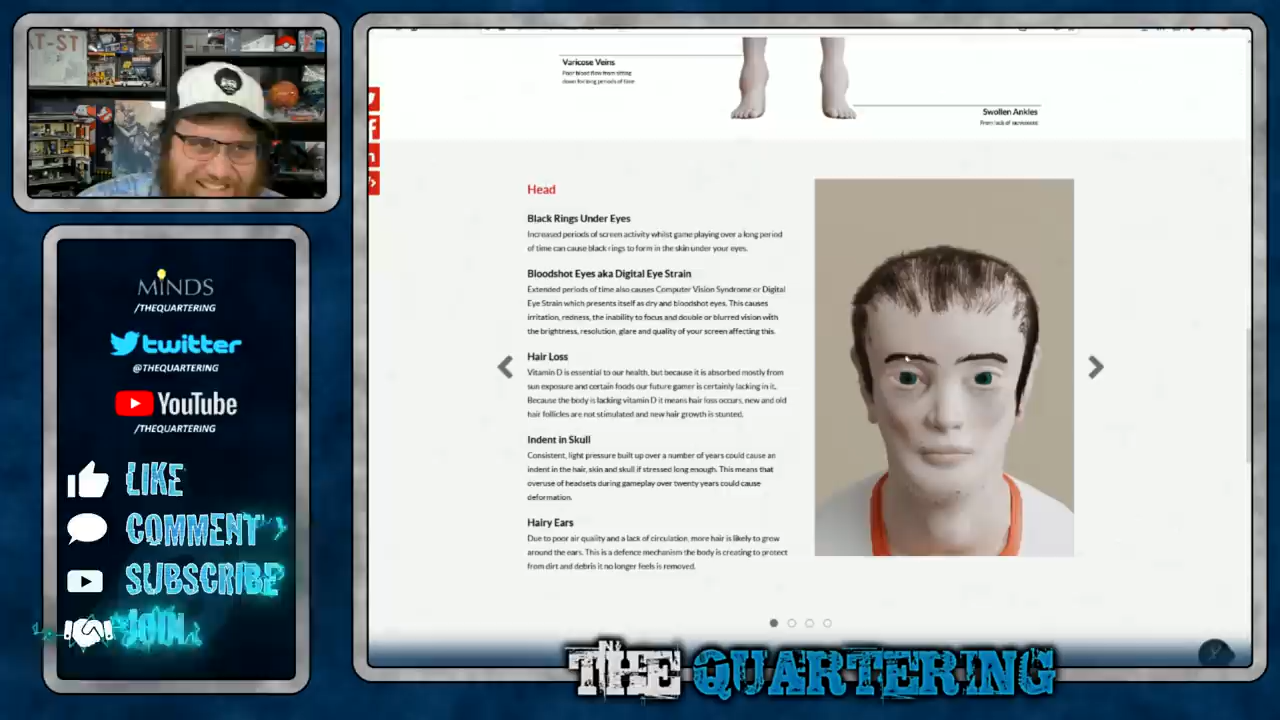 AT-ST
MINDS
/THEQUARTERING
twitter
@THEQUARTERING
YouTube
/THEQUARTERING
LIKE
COMMENT
SUBSCRIBE
JOIN
Varicose Veins
Poor blood flow from sitting
down for long periods of time
Swollen Ankles
From lack of movement
Head
Black Rings Under Eyes
Increased periods of screen activity whilst game playing over a long period
of time can cause black rings to form in the skin under your eyes.
Bloodshot Eyes aka Digital Eye Strain
Extended periods of time also causes Computer Vision Syndrome or Digital
Eye Strain which presents itself as dry and bloodshot eyes. This causes
irritation, redness, the inability to focus and double or blurred vision with
the brightness, resolution, glare and quality of your screen affecting this.
Hair Loss
Vitamin D is essential to our health, but because it is absorbed mostly from
sun exposure and certain foods our future gamer is certainly lacking in it.
Because the body is lacking vitamin D it means hair loss occurs, new and old
hair follicles are not stimulated and new hair growth is stunted.
Indent in Skull
Consistent, light pressure built up over a number of years could cause an
indent in the hair, skin and skull if stressed long enough. This means that
overuse of headsets during gameplay over twenty years could cause
deformation.
Hairy Ears
Due to poor air quality and a lack of circulation, more hair is likely to grow
around the ears. This is a defence mechanism the body is creating to protect
from dirt and debris it no longer feels is removed.
THE QUARTERING